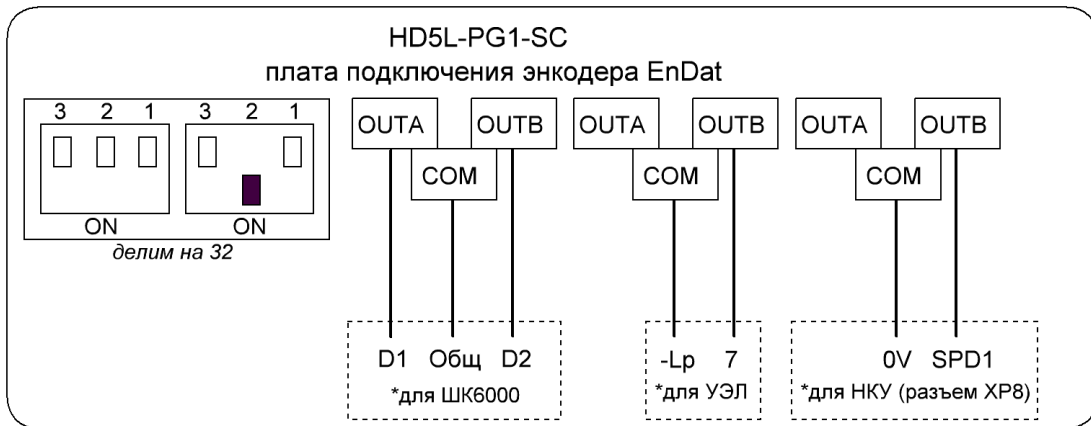 HD5L-PG1-SC
плата подключения энкодера EnDat
3 2 1 3 2 1
ON ON
делим на 32
OUTA OUTB OUTA OUTB OUTA OUTB
COM COM COM
D1 Общ D2
*для ШК6000
-Lp 7
*для УЭЛ
0V SPD1
*для НКУ (разъем XP8)